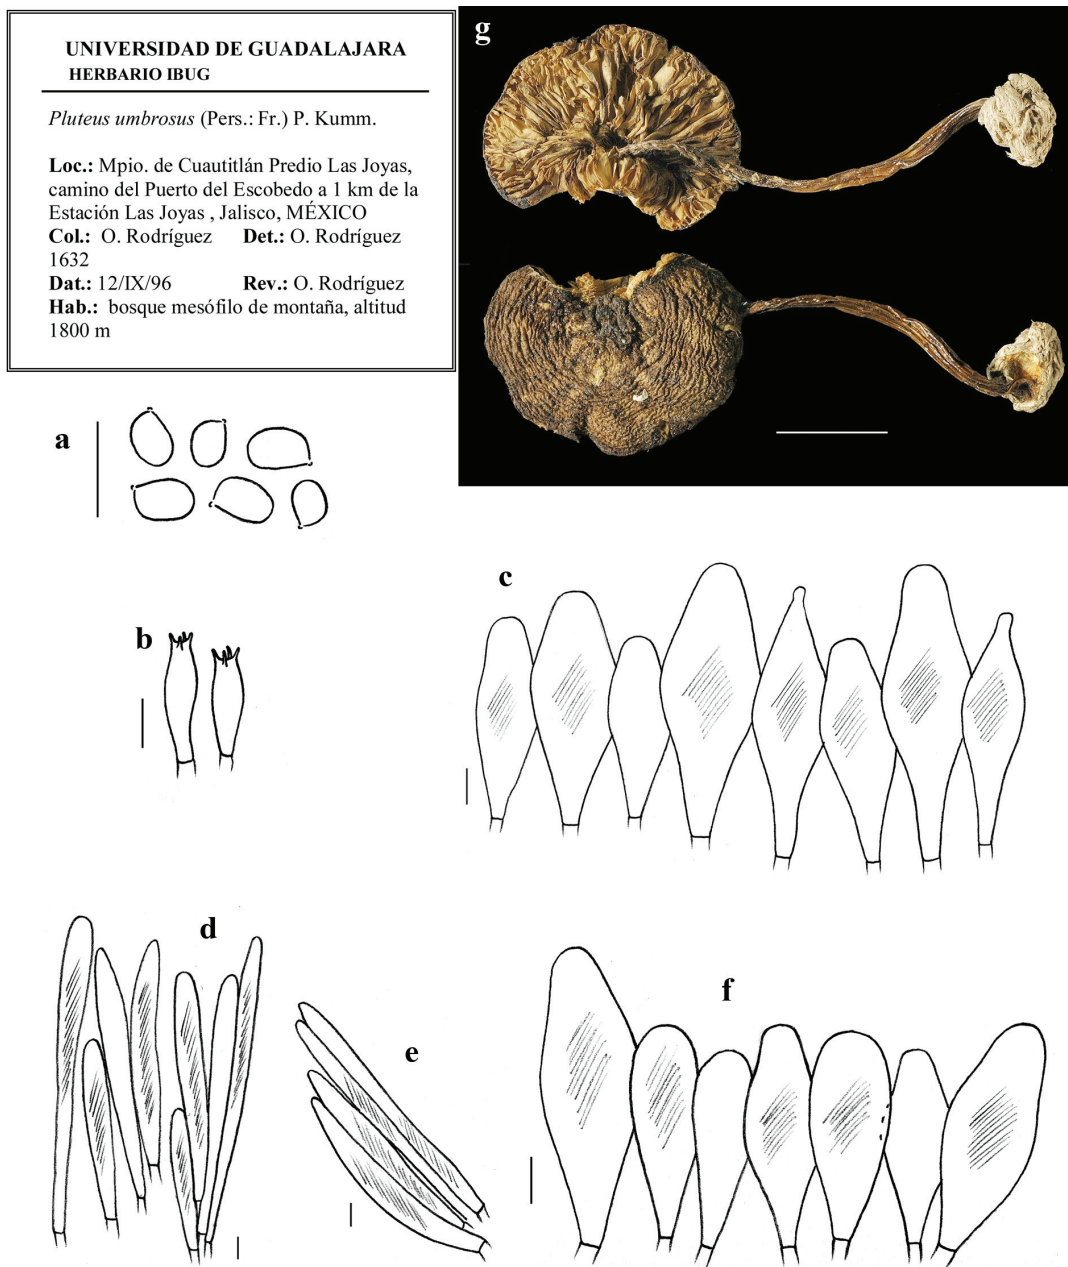 UNIVERSIDAD DE GUADALAJARA
HERBARIO IBUG
Pluteus umbrosus (Pers.: Fr.) P. Kumm.
Loc.: Mpio. de Cuautitlán Predio Las Joyas,
camino del Puerto del Escobedo a 1 km de la
Estación Las Joyas , Jalisco, MÉXICO
Col.: O. Rodríguez Det.: O. Rodríguez
1632
Dat.: 12/IX/96 Rev.: O. Rodríguez
Hab.: bosque mesófilo de montaña, altitud
1800 m
g
a
c
b
d
e
f